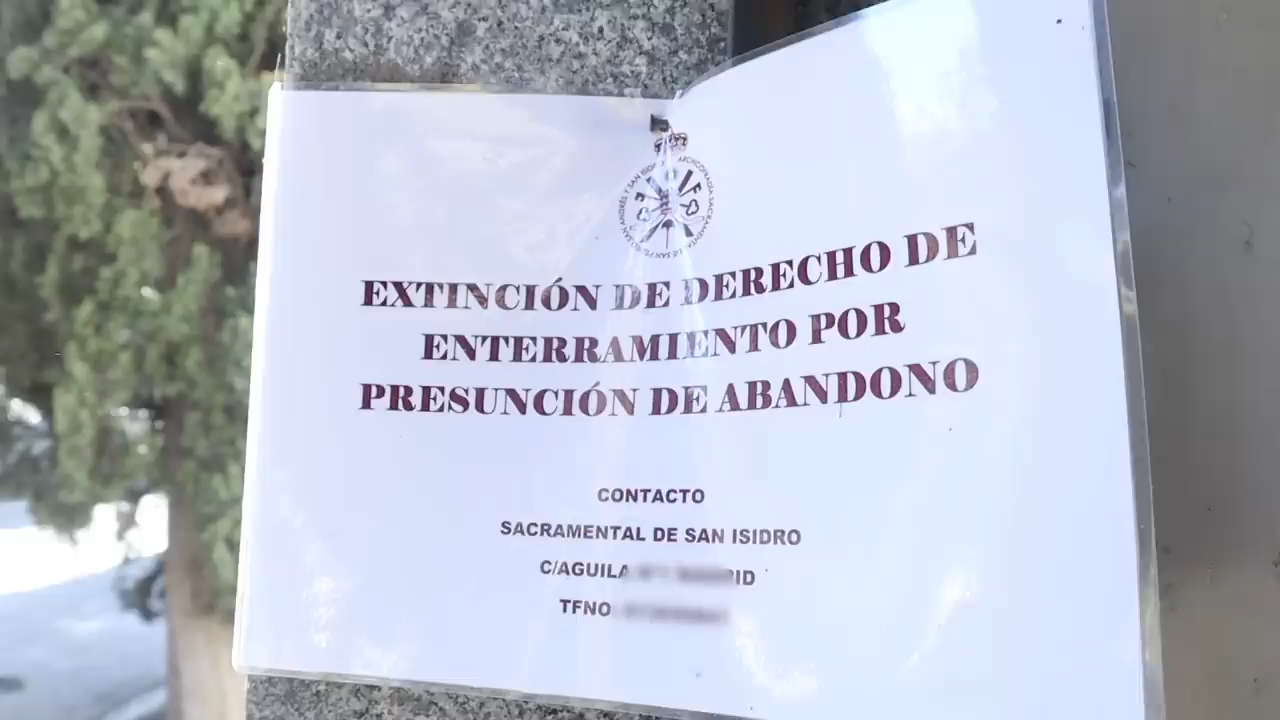 EXTINCIÓN DE DERECHO DE
ENTERRAMIENTO POR
PRESUNCIÓN DE ABANDONO
CONTACTO
SACRAMENTAL DE SAN ISIDRO
C/AGUILA
TFNO